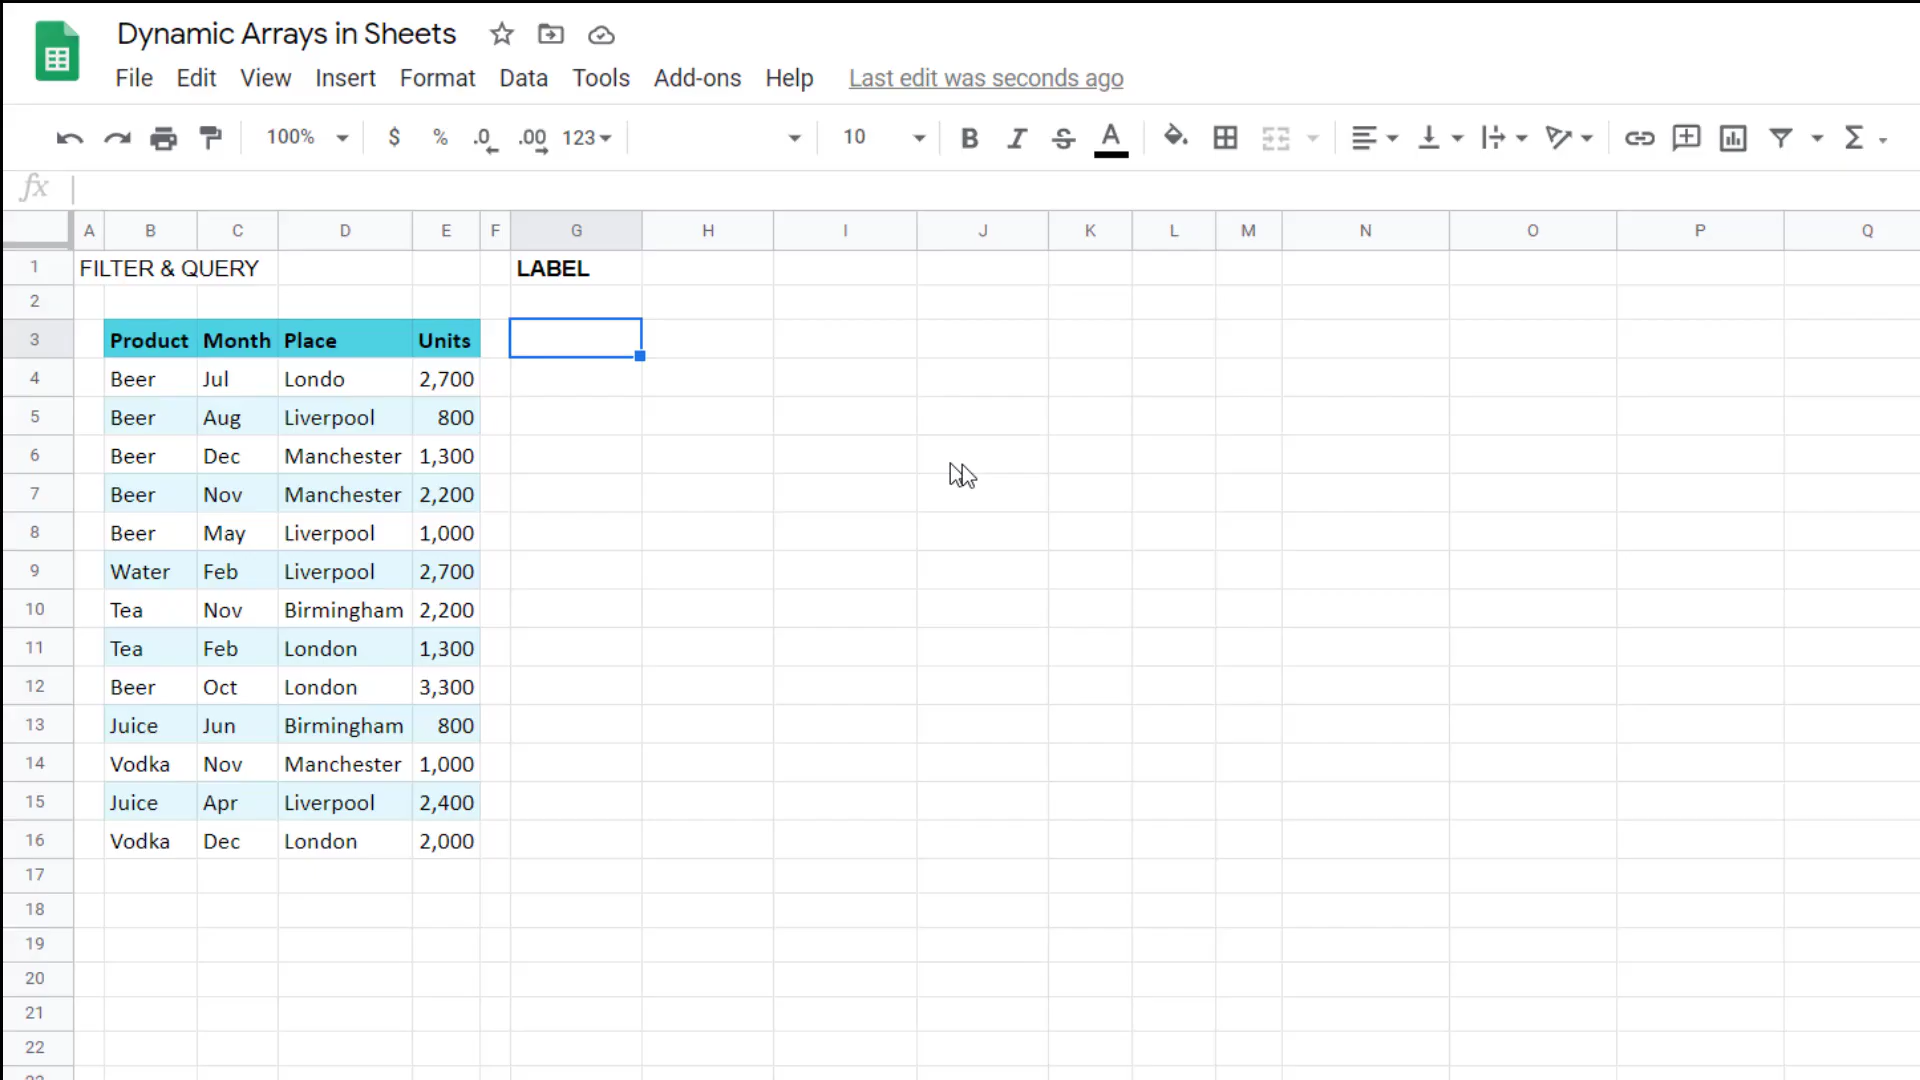 Dynamic Arrays in Sheets
File Edit View Insert Format Data Tools Add-ons Help Last edit was seconds ago
100% $ % .0 .00 123 10 B I S A Σ
fx
A B C D E F G H I J K L M N O P Q
1 FILTER & QUERY LABEL
2
3 Product Month Place Units
4 Beer Jul Londo 2,700
5 Beer Aug Liverpool 800
6 Beer Dec Manchester 1,300
7 Beer Nov Manchester 2,200
8 Beer May Liverpool 1,000
9 Water Feb Liverpool 2,700
10 Tea Nov Birmingham 2,200
11 Tea Feb London 1,300
12 Beer Oct London 3,300
13 Juice Jun Birmingham 800
14 Vodka Nov Manchester 1,000
15 Juice Apr Liverpool 2,400
16 Vodka Dec London 2,000
17
18
19
20
21
22